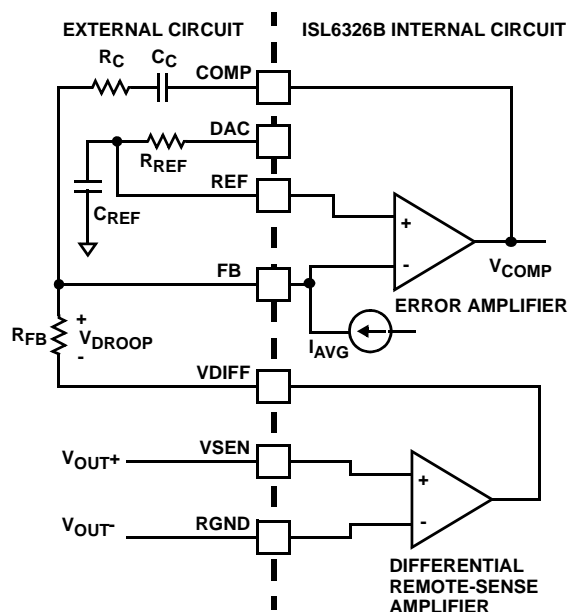 EXTERNAL CIRCUIT
ISL6326B INTERNAL CIRCUIT
RC
CC
COMP
DAC
RREF
REF
CREF
FB
+
-
VCOMP
ERROR AMPLIFIER
IAVG
RFB
+
VDROOP
-
VDIFF
VOUT+
VSEN
+
VOUT-
RGND
-
DIFFERENTIAL
REMOTE-SENSE
AMPLIFIER